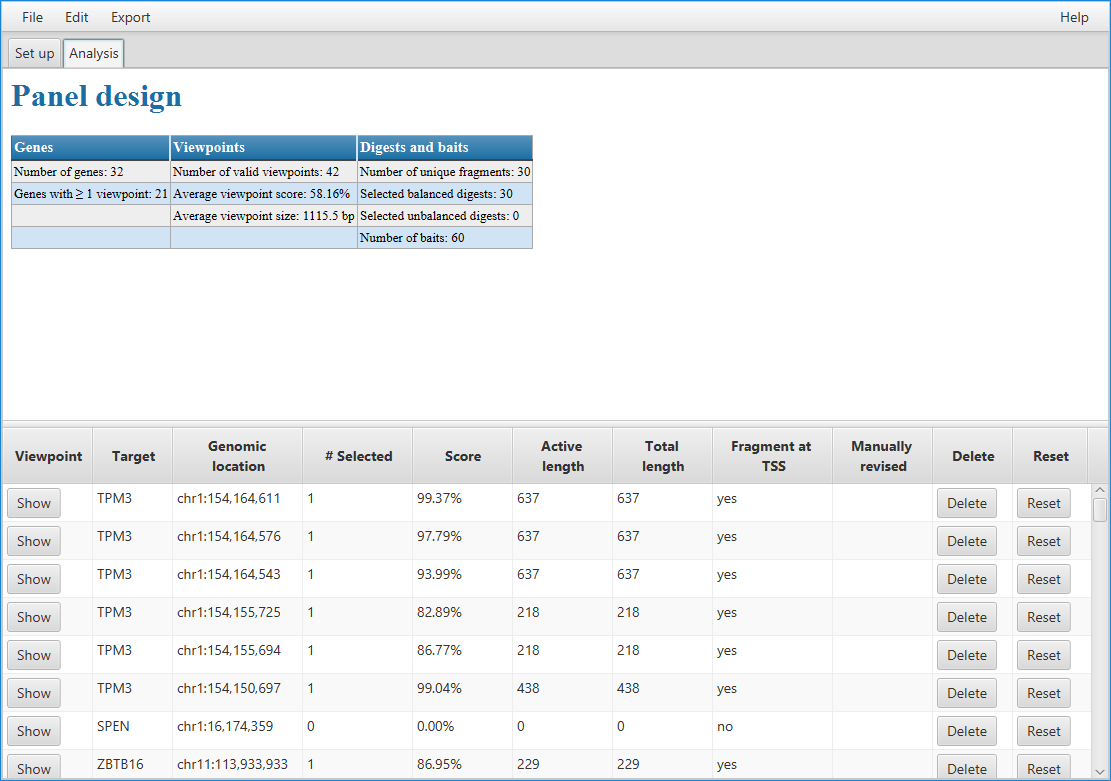 File Edit Export Help
Set up Analysis
Panel design
Genes Viewpoints Digests and baits
Number of genes: 32 Number of valid viewpoints: 42 Number of unique fragments: 30
Genes with ≥ 1 viewpoint: 21 Average viewpoint score: 58.16% Selected balanced digests: 30
Average viewpoint size: 1115.5 bp Selected unbalanced digests: 0
Number of baits: 60
Viewpoint Target Genomic location # Selected Score Active length Total length Fragment at TSS Manually revised Delete Reset
Show TPM3 chr1:154,164,611 1 99.37% 637 637 yes Delete Reset
Show TPM3 chr1:154,164,576 1 97.79% 637 637 yes Delete Reset
Show TPM3 chr1:154,164,543 1 93.99% 637 637 yes Delete Reset
Show TPM3 chr1:154,155,725 1 82.89% 218 218 yes Delete Reset
Show TPM3 chr1:154,155,694 1 86.77% 218 218 yes Delete Reset
Show TPM3 chr1:154,150,697 1 99.04% 438 438 yes Delete Reset
Show SPEN chr1:16,174,359 0 0.00% 0 0 no Delete Reset
Show ZBTB16 chr11:113,933,933 1 86.95% 229 229 yes Delete Reset